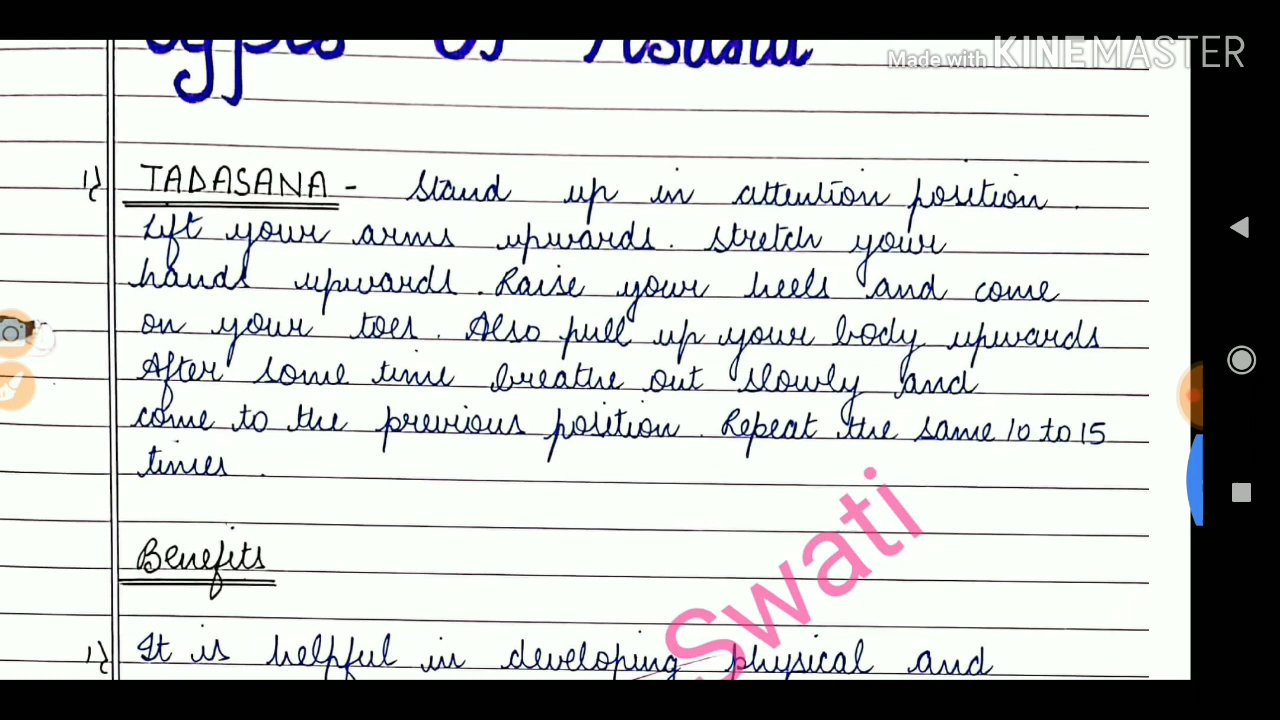 Types of Asana
Made with KINEMASTER
1) TADASANA - Stand up in attention position.
Lift your arms upwards. Stretch your
hands upwards. Raise your heels and come
on your toes. Also pull up your body upwards
After some time breathe out slowly and
come to the previous position. Repeat the same 10 to 15
times.
Swati
Benefits
1) It is helpful in developing physical and